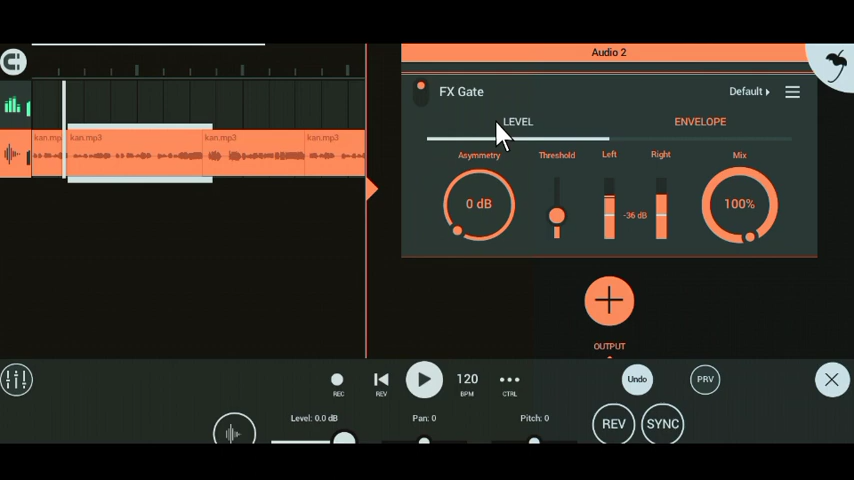 Audio 2
FX Gate
Default
LEVEL
ENVELOPE
kan.mp3
kan.mp3
kan.mp3
kan.mp3
Asymmetry
Threshold
Left
Right
Mix
0 dB
-36 dB
100%
OUTPUT
120
REC
REV
BPM
CTRL
Undo
PRV
Level: 0.0 dB
Pan: 0
Pitch: 0
REV
SYNC